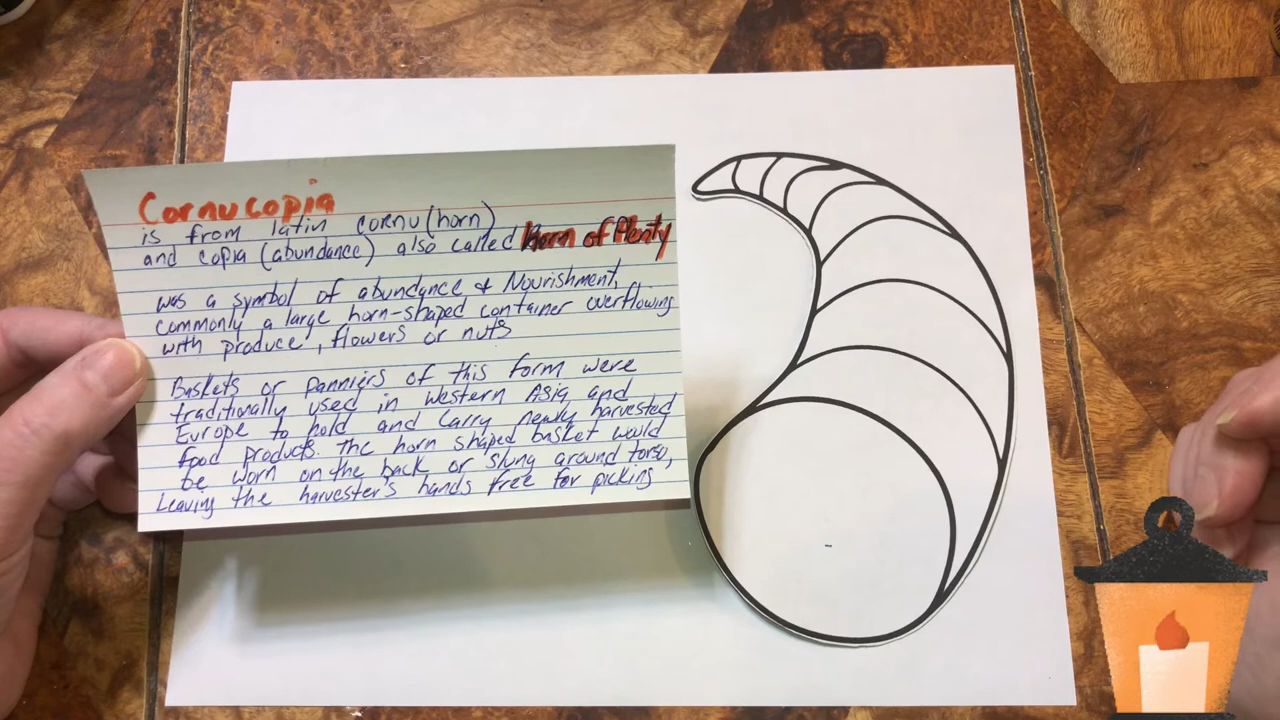 Cornucopia
is from latin cornu (horn)
and copia (abundance) also called Horn of Plenty
was a symbol of abundance & Nourishment,
commonly a large horn-shaped container overflowing
with produce, flowers or nuts
Baskets or panniers of this form were
traditionally used in western Asia and
Europe to hold and carry newly harvested
food products. The horn shaped basket would
be worn on the back or slung around torso,
Leaving the harvester's hands free for picking